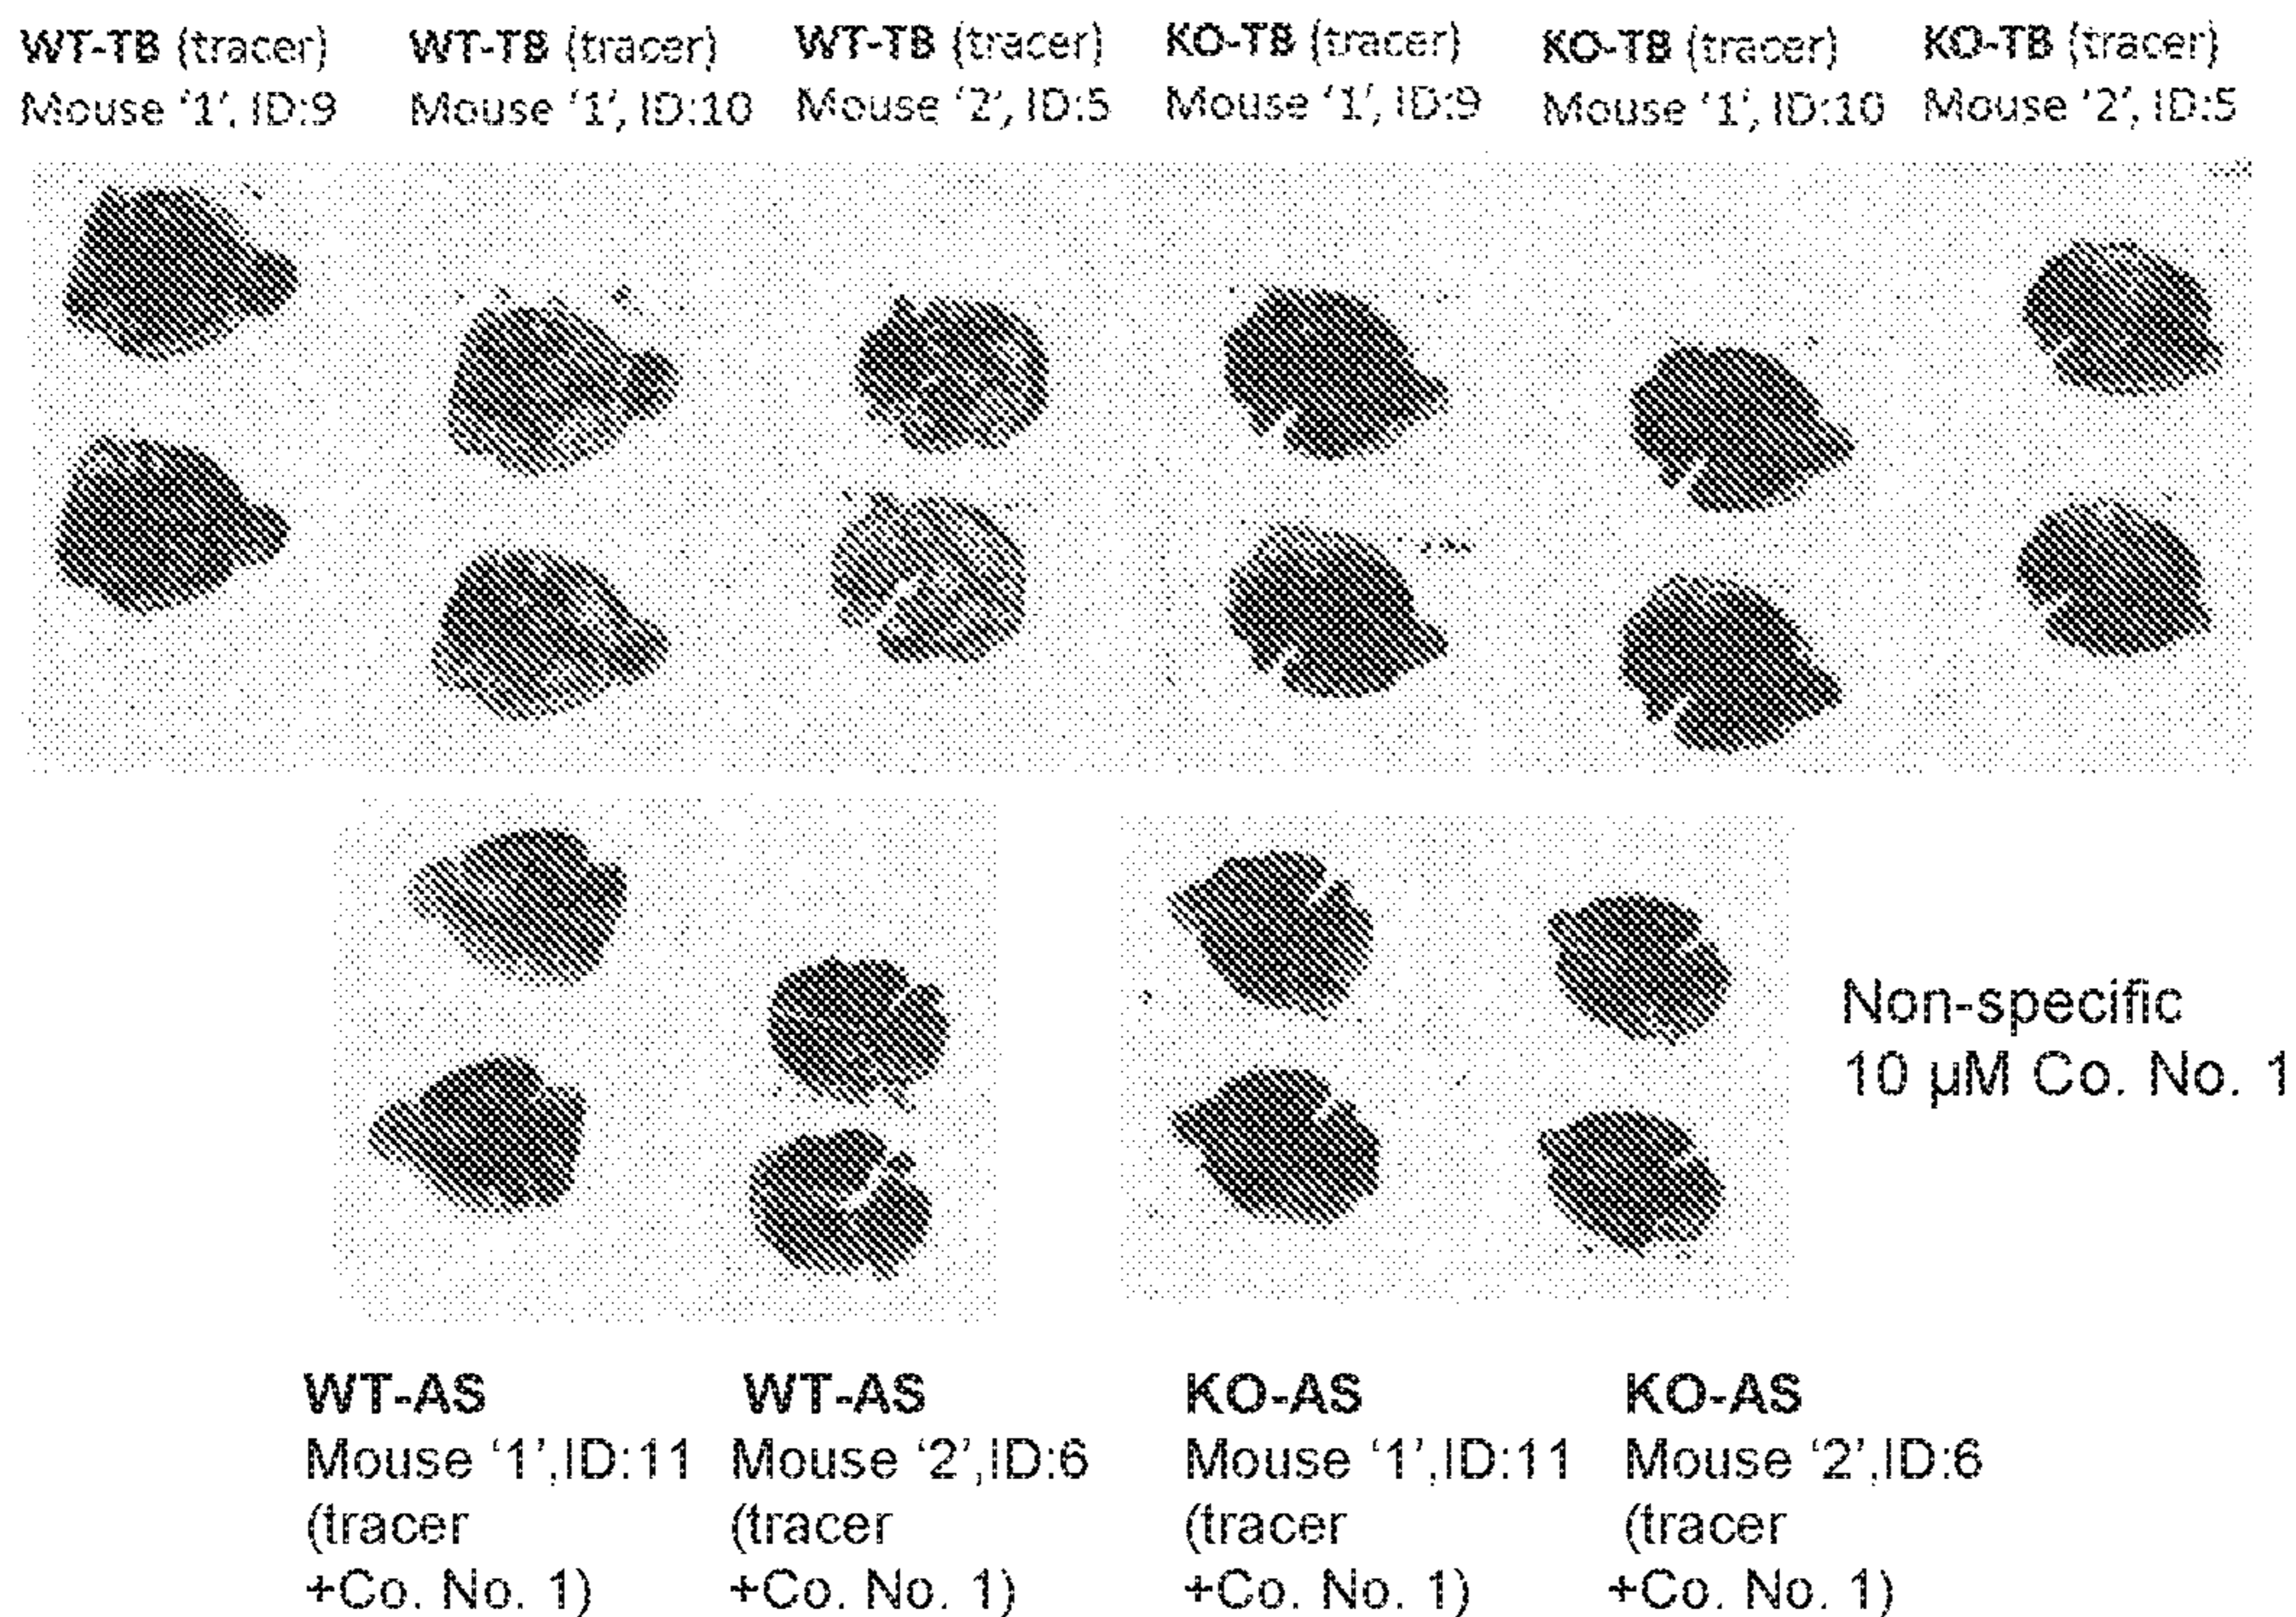 WT-TB (tracer) WT-TB (tracer) WT-TB (tracer) KO-TB (tracer) KO-TB (tracer) KO-TB (tracer)
Mouse ‘1’, ID:9 Mouse ‘1’, ID:10 Mouse ‘2’, ID:5 Mouse ‘1’, ID:9 Mouse ‘1’, ID:10 Mouse ‘2’, ID:5
Non-specific
10 µM Co. No. 1
WT-AS WT-AS KO-AS KO-AS
Mouse ‘1’,ID:11 Mouse ‘2’,ID:6 Mouse ‘1’,ID:11 Mouse ‘2’,ID:6
(tracer (tracer (tracer (tracer
+Co. No. 1) +Co. No. 1) +Co. No. 1) +Co. No. 1)